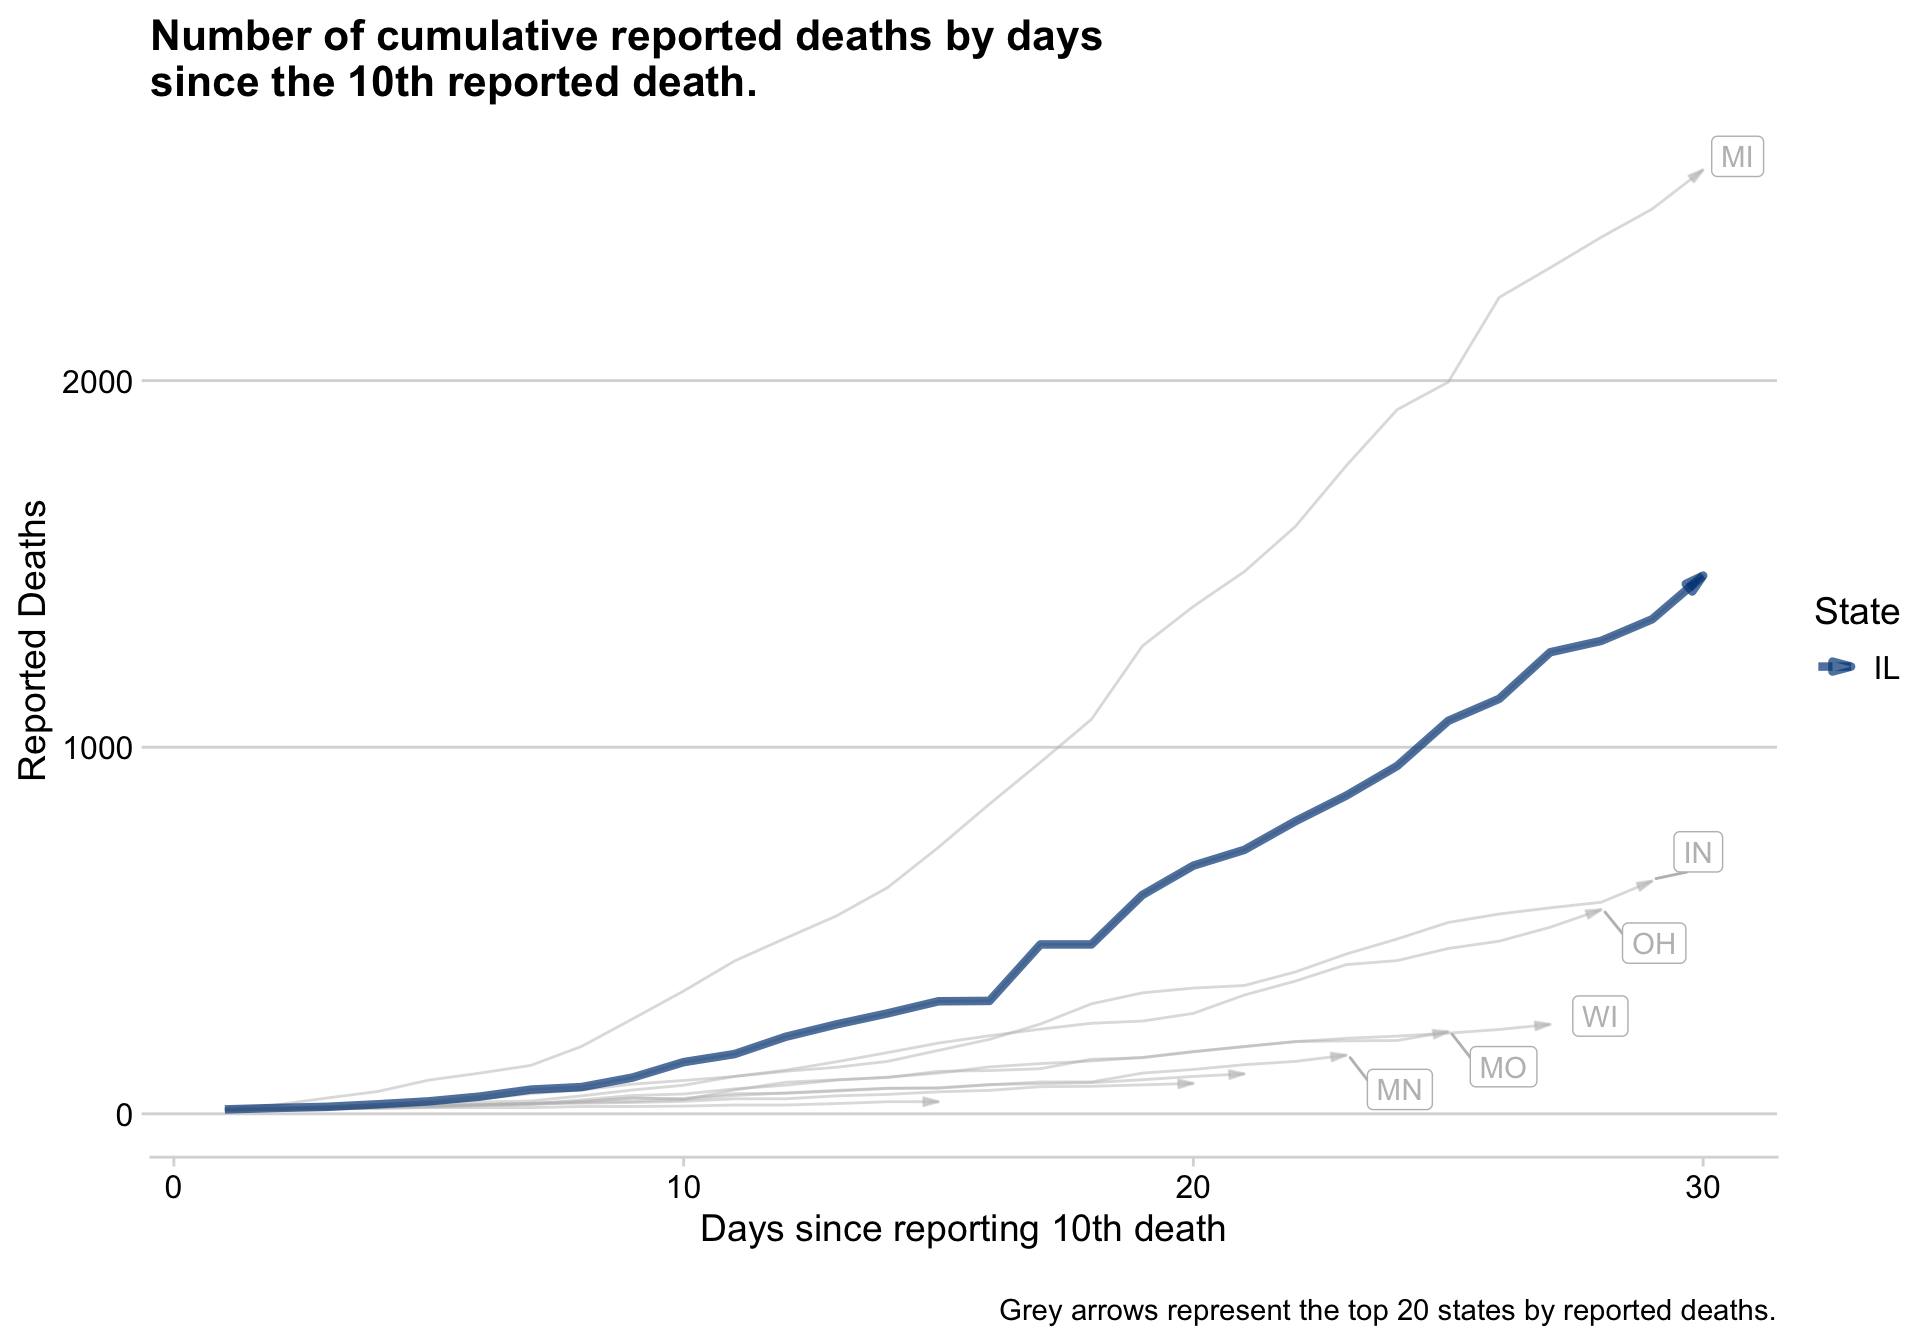 Number of cumulative reported deaths by days
since the 10th reported death.
MI
2000
Reported Deaths
State
IL
1000
IN
OH
WI
MO
MN
0
0 10 20 30
Days since reporting 10th death
Grey arrows represent the top 20 states by reported deaths.